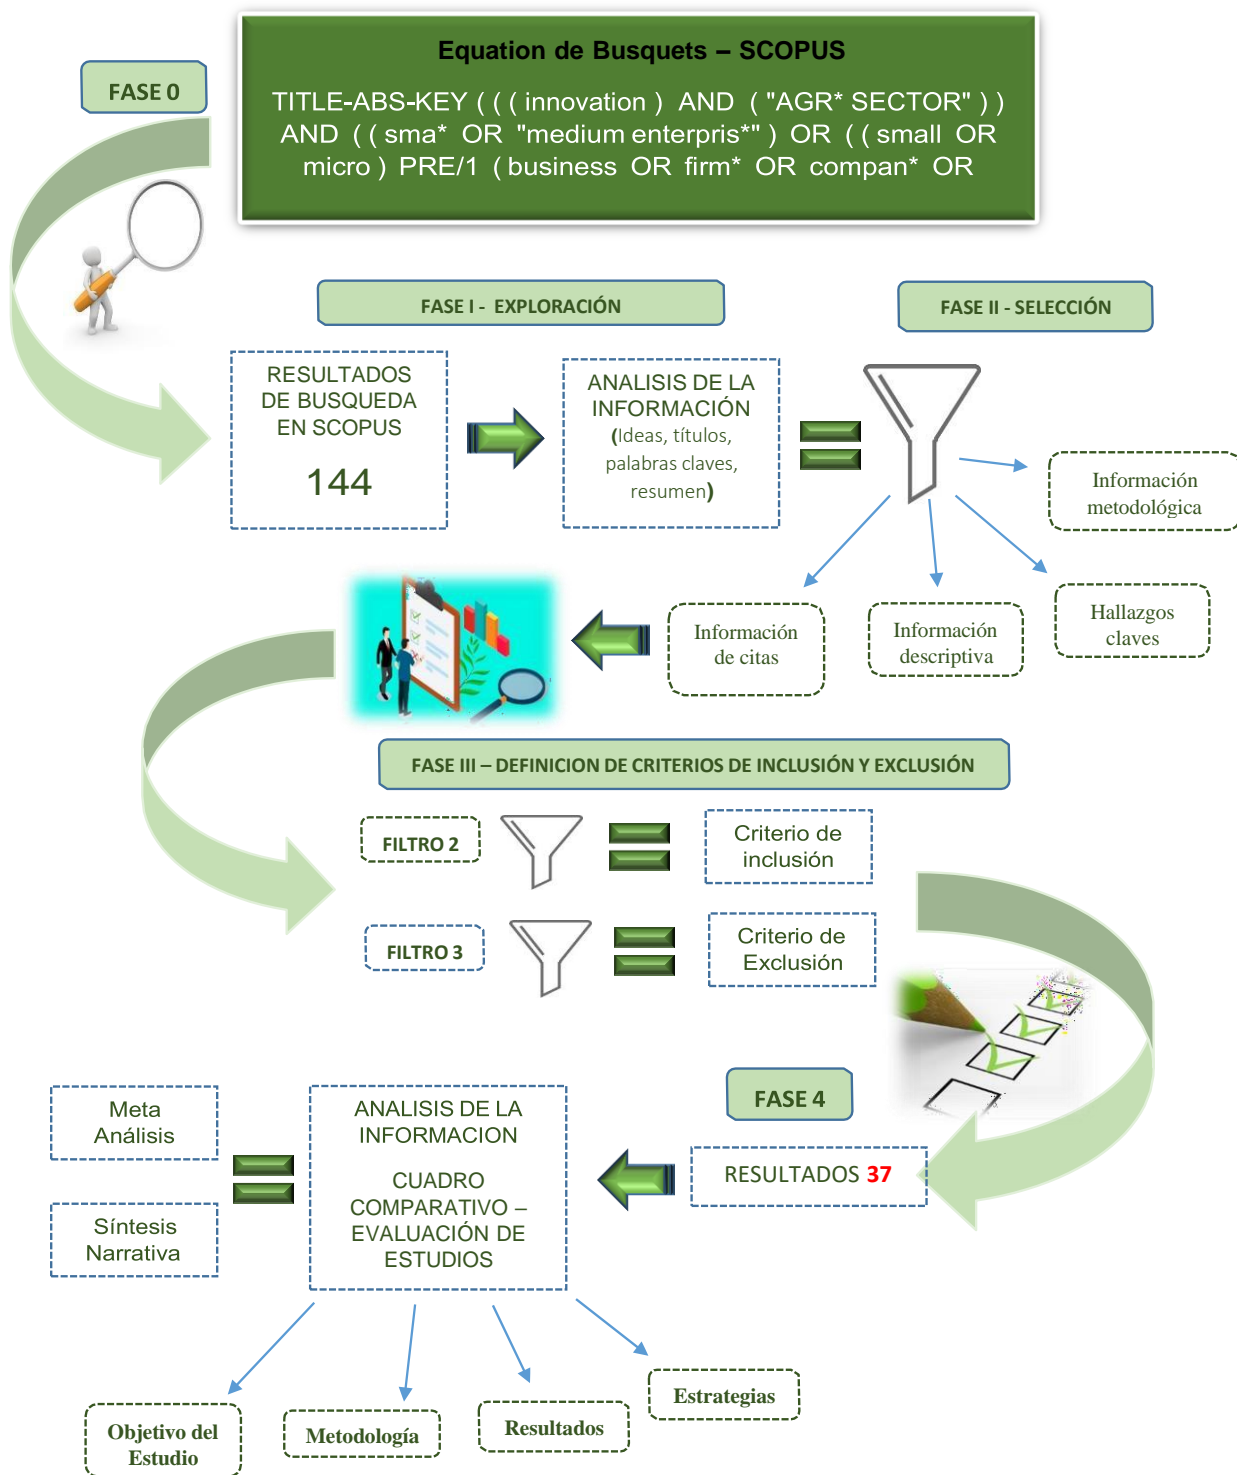 Equation de Busquets – SCOPUS
FASE 0
TITLE-ABS-KEY ( ( ( innovation ) AND ( "AGR* SECTOR" ) )
AND ( ( sma* OR "medium enterpris*" ) OR ( ( small OR
micro ) PRE/1 ( business OR firm* OR compan* OR
FASE I - EXPLORACIÓN
FASE II - SELECCIÓN
RESULTADOS
DE BUSQUEDA
EN SCOPUS
144
ANALISIS DE LA
INFORMACIÓN
(Ideas, títulos,
palabras claves,
resumen)
Información
metodológica
Hallazgos
claves
Información
descriptiva
Información
de citas
FASE III – DEFINICION DE CRITERIOS DE INCLUSIÓN Y EXCLUSIÓN
FILTRO 2
Criterio de
inclusión
FILTRO 3
Criterio de
Exclusión
FASE 4
RESULTADOS 37
ANALISIS DE LA
INFORMACION
CUADRO
COMPARATIVO –
EVALUACIÓN DE
ESTUDIOS
Meta
Análisis
Síntesis
Narrativa
Objetivo del
Estudio
Metodología
Resultados
Estrategias